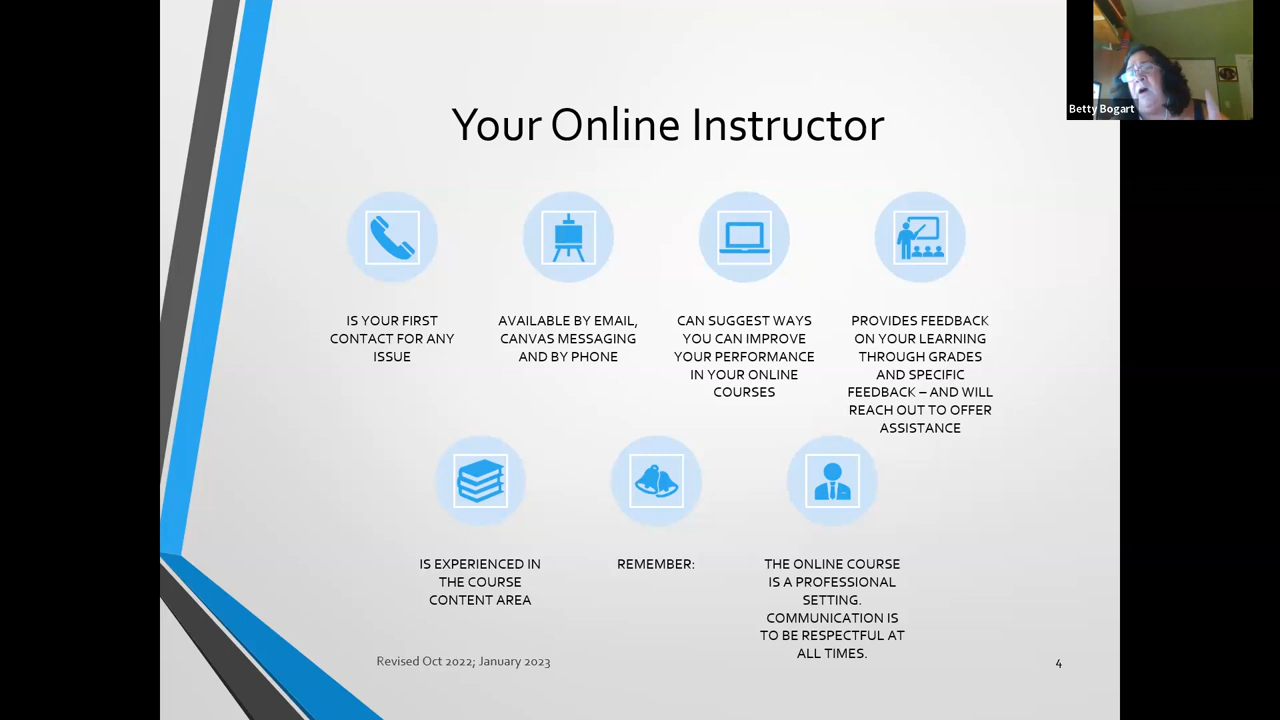 Betty Bogart
Your Online Instructor
IS YOUR FIRST
CONTACT FOR ANY
ISSUE
AVAILABLE BY EMAIL,
CANVAS MESSAGING
AND BY PHONE
CAN SUGGEST WAYS
YOU CAN IMPROVE
YOUR PERFORMANCE
IN YOUR ONLINE
COURSES
PROVIDES FEEDBACK
ON YOUR LEARNING
THROUGH GRADES
AND SPECIFIC
FEEDBACK – AND WILL
REACH OUT TO OFFER
ASSISTANCE
IS EXPERIENCED IN
THE COURSE
CONTENT AREA
REMEMBER:
THE ONLINE COURSE
IS A PROFESSIONAL
SETTING.
COMMUNICATION IS
TO BE RESPECTFUL AT
ALL TIMES.
Revised Oct 2022; January 2023
4